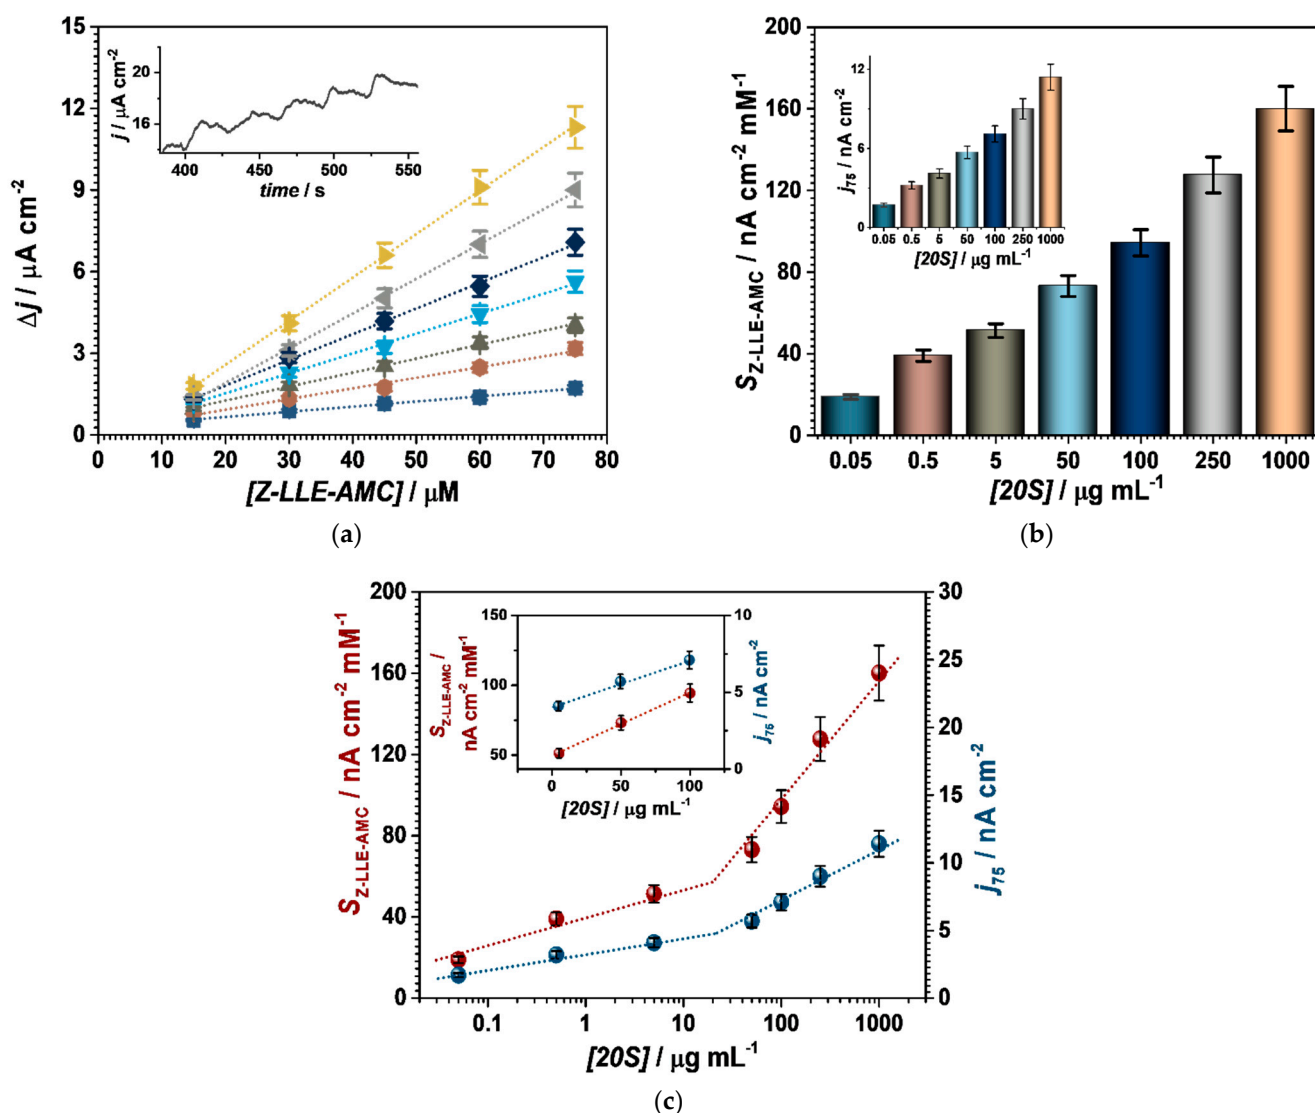 15
12
9
6
3
0
Δj / μA cm-2
20
16
j / μA cm-2
400 450 500 550
time / s
0 10 20 30 40 50 60 70 80
[Z-LLE-AMC] / μM
(a)
200
160
120
80
40
0
SZ-LLE-AMC / nA cm-2 mM-1
12
6
0
j75 / nA cm-2
0.05 0.5 5 50 100 250 1000
[20S] / μg mL-1
0.05 0.5 5 50 100 250 1000
[20S] / μg mL-1
(b)
200
160
120
80
40
0
SZ-LLE-AMC / nA cm-2 mM-1
150
100
50
SZ-LLE-AMC /
nA cm-2 mM-1
10
5
0
j75 / nA cm-2
0 50 100
[20S] / μg mL-1
30
25
20
15
10
5
0
j75 / nA cm-2
0.1 1 10 100 1000
[20S] / μg mL-1
(c)